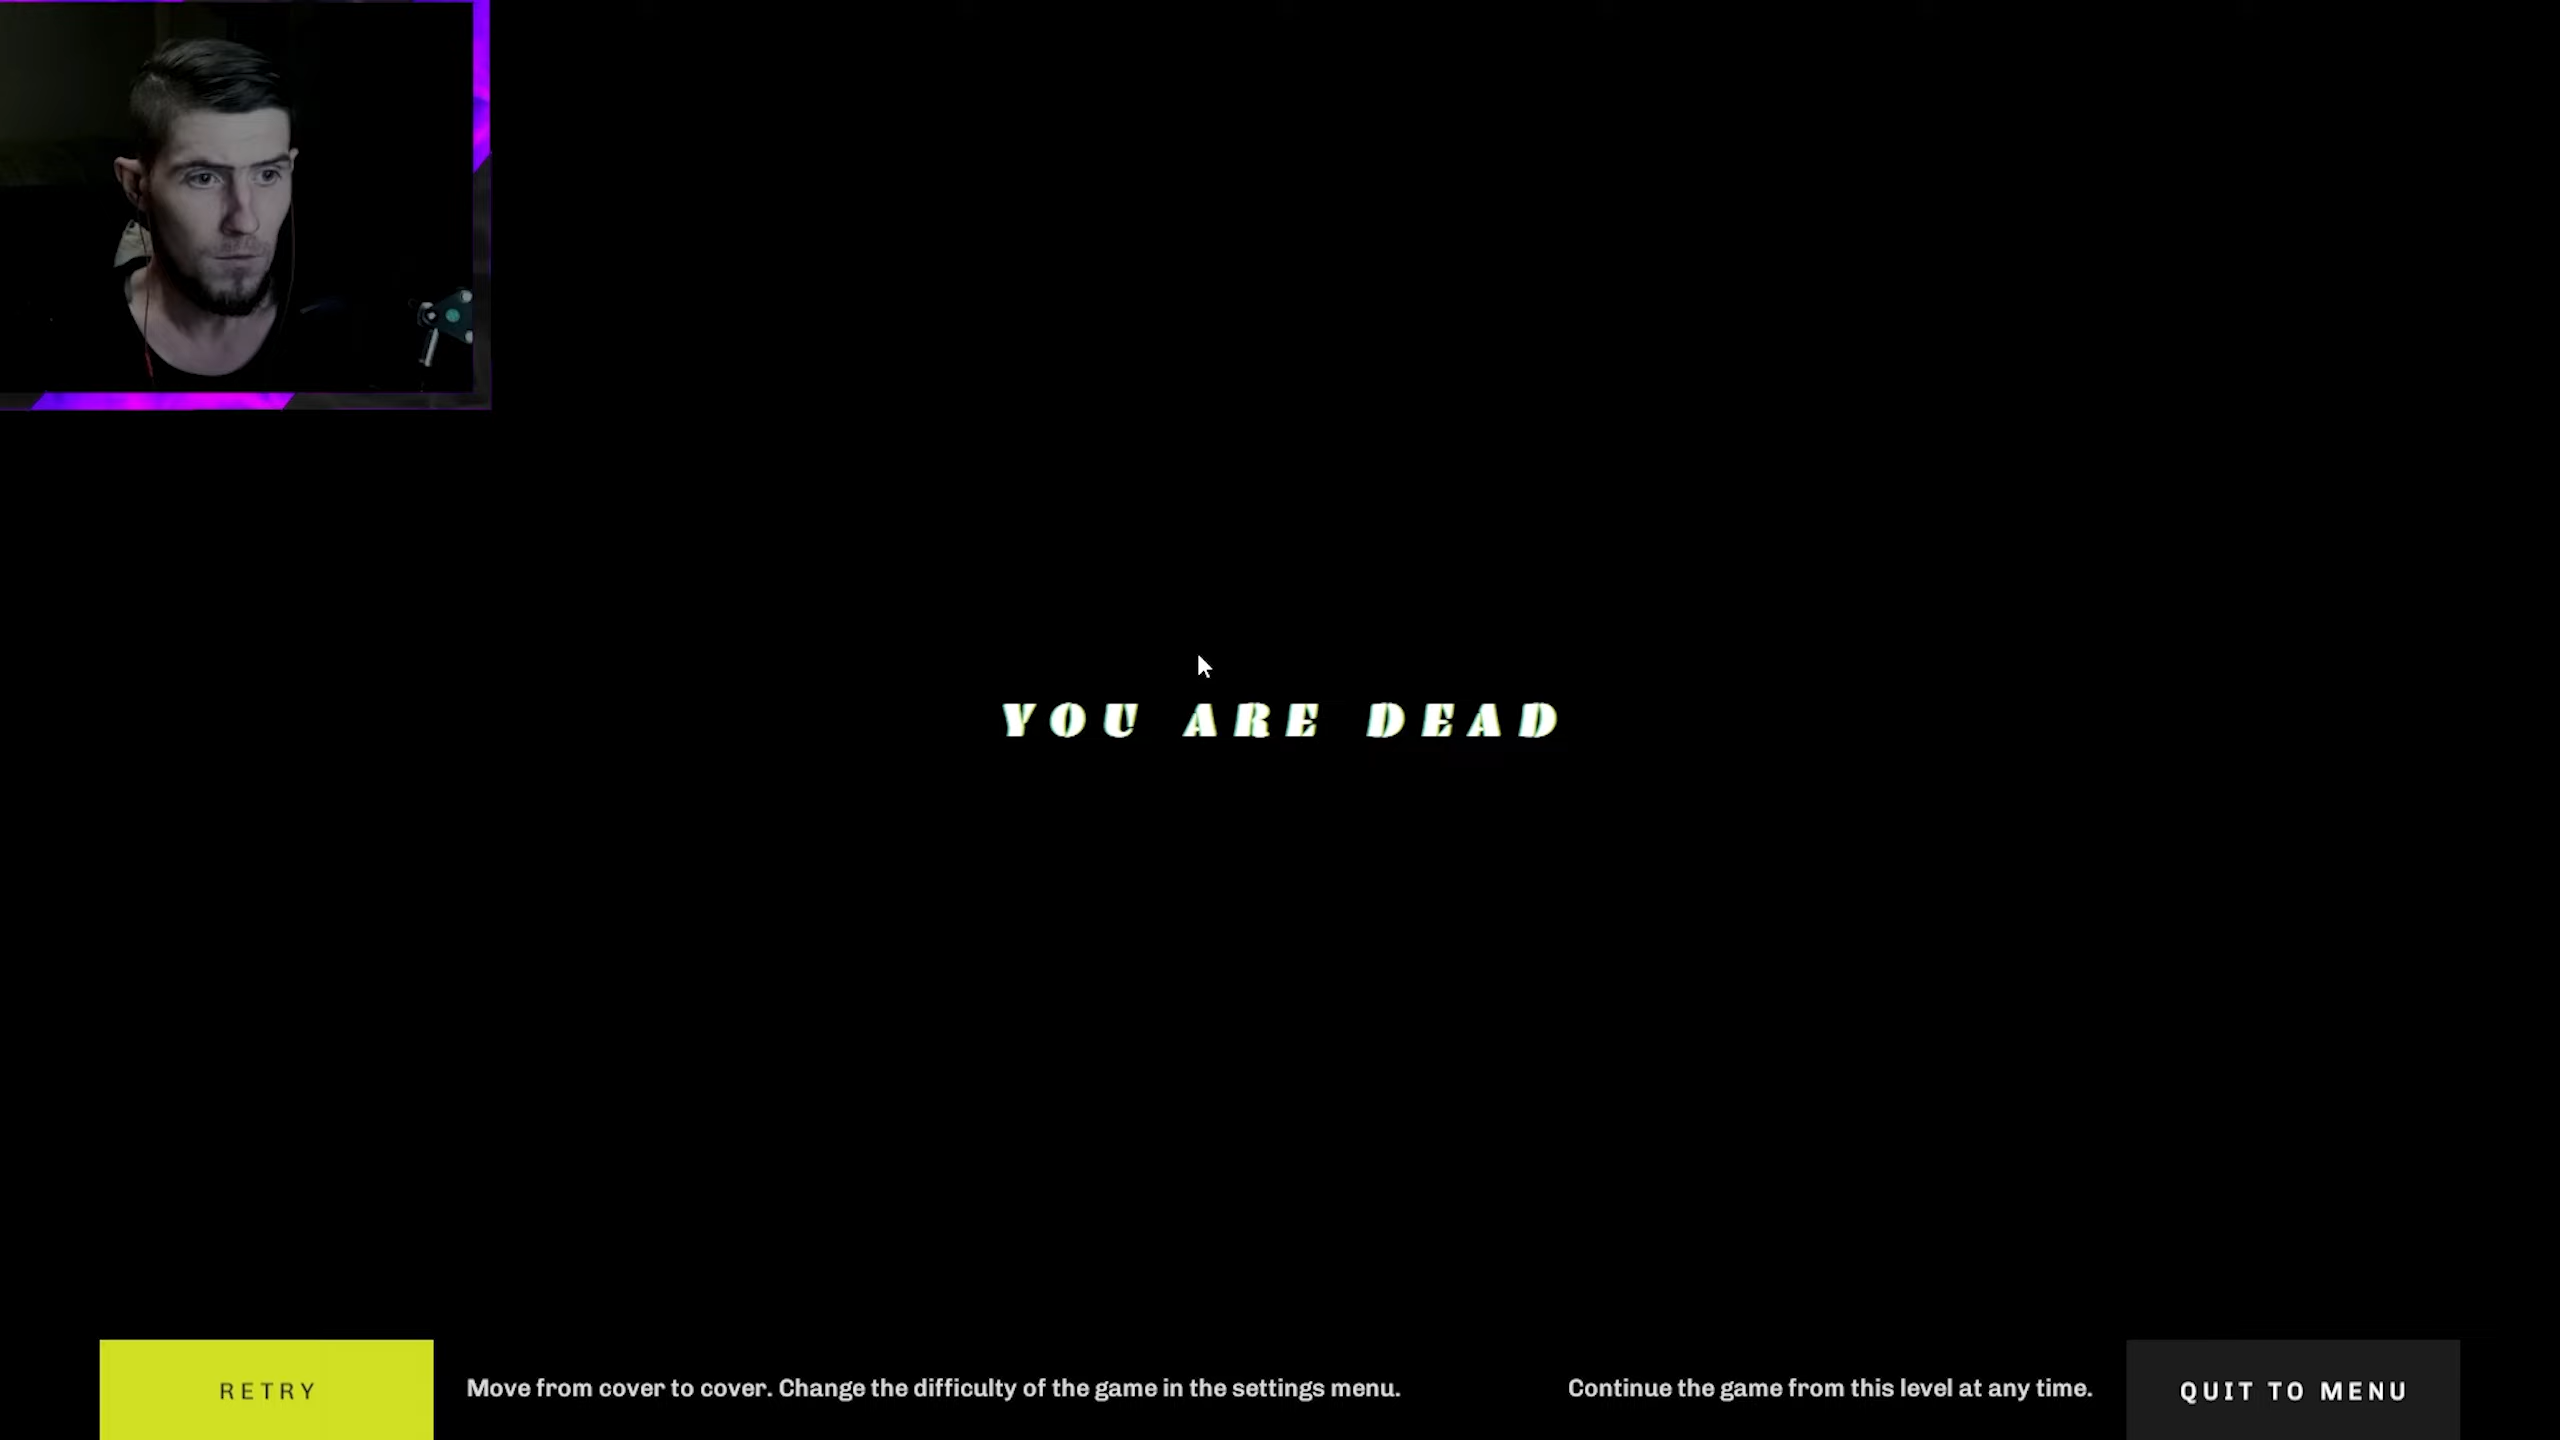 YOU ARE DEAD
RETRY
Move from cover to cover. Change the difficulty of the game in the settings menu.
Continue the game from this level at any time.
QUIT TO MENU